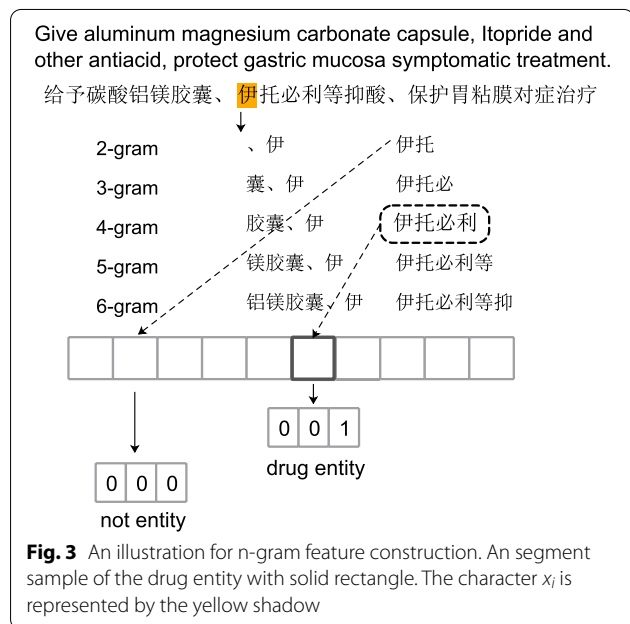 Give aluminum magnesium carbonate capsule, Itopride and
other antiacid, protect gastric mucosa symptomatic treatment.
给予碳酸铝镁胶囊、伊托必利等抑酸、保护胃粘膜对症治疗
2-gram 、伊 伊托
3-gram 囊、伊 伊托必
4-gram 胶囊、伊 伊托必利
5-gram 镁胶囊、伊 伊托必利等
6-gram 铝镁胶囊、伊 伊托必利等抑
0 0 1
drug entity
0 0 0
not entity
Fig. 3 An illustration for n-gram feature construction. An segment
sample of the drug entity with solid rectangle. The character xi is
represented by the yellow shadow